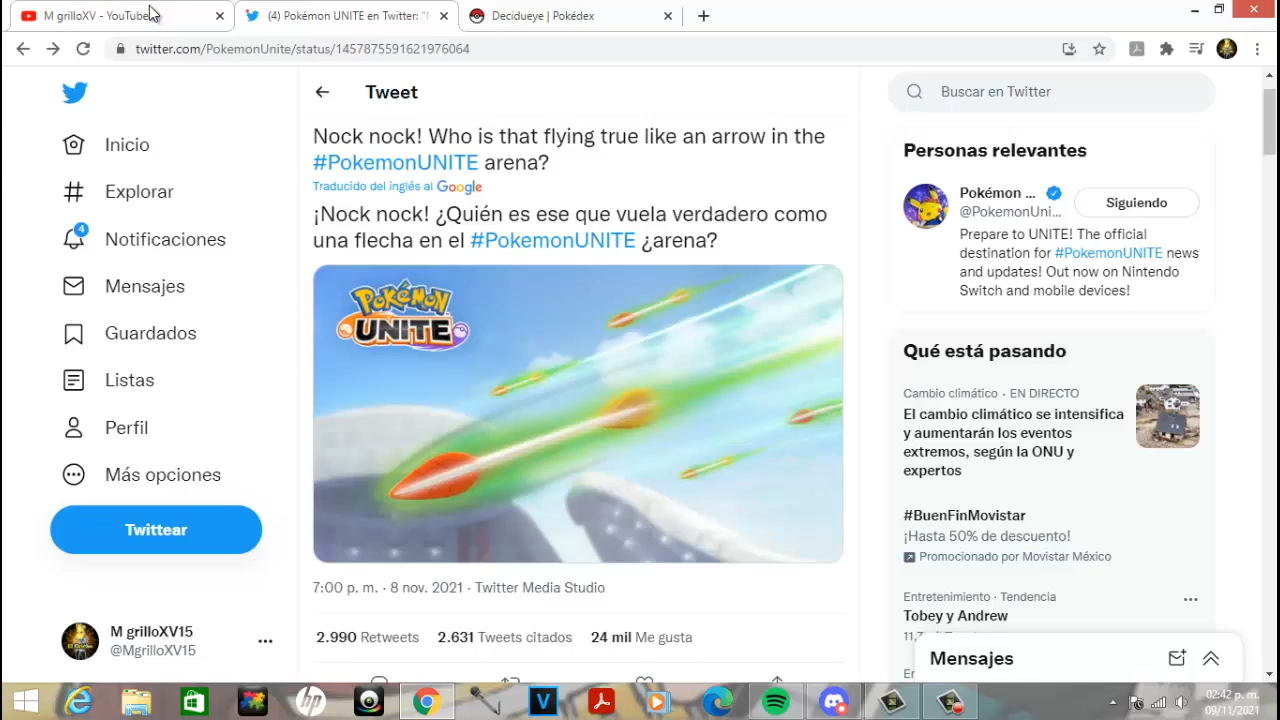 M grilloXV - YouTube
(4) Pokémon UNITE en Twitter: "N
Decidueye | Pokédex
twitter.com/PokemonUnite/status/1457875591621976064
Inicio
Explorar
4
Notificaciones
Mensajes
Guardados
Listas
Perfil
Más opciones
Twittear
M grilloXV15
@MgrilloXV15
Tweet
Nock nock! Who is that flying true like an arrow in the
#PokemonUNITE arena?
Traducido del inglés al Google
¡Nock nock! ¿Quién es ese que vuela verdadero como
una flecha en el #PokemonUNITE ¿arena?
POKÉMON
UNITE
7:00 p. m. · 8 nov. 2021 · Twitter Media Studio
2.990 Retweets 2.631 Tweets citados 24 mil Me gusta
Buscar en Twitter
Personas relevantes
Pokémon ...
@PokemonUni...
Siguiendo
Prepare to UNITE! The official
destination for #PokemonUNITE news
and updates! Out now on Nintendo
Switch and mobile devices!
Qué está pasando
Cambio climático · EN DIRECTO
El cambio climático se intensifica
y aumentarán los eventos
extremos, según la ONU y
expertos
#BuenFinMovistar
¡Hasta 50% de descuento!
Promocionado por Movistar México
Entretenimiento · Tendencia
Tobey y Andrew
Mensajes
02:42 p. m.
09/11/2021